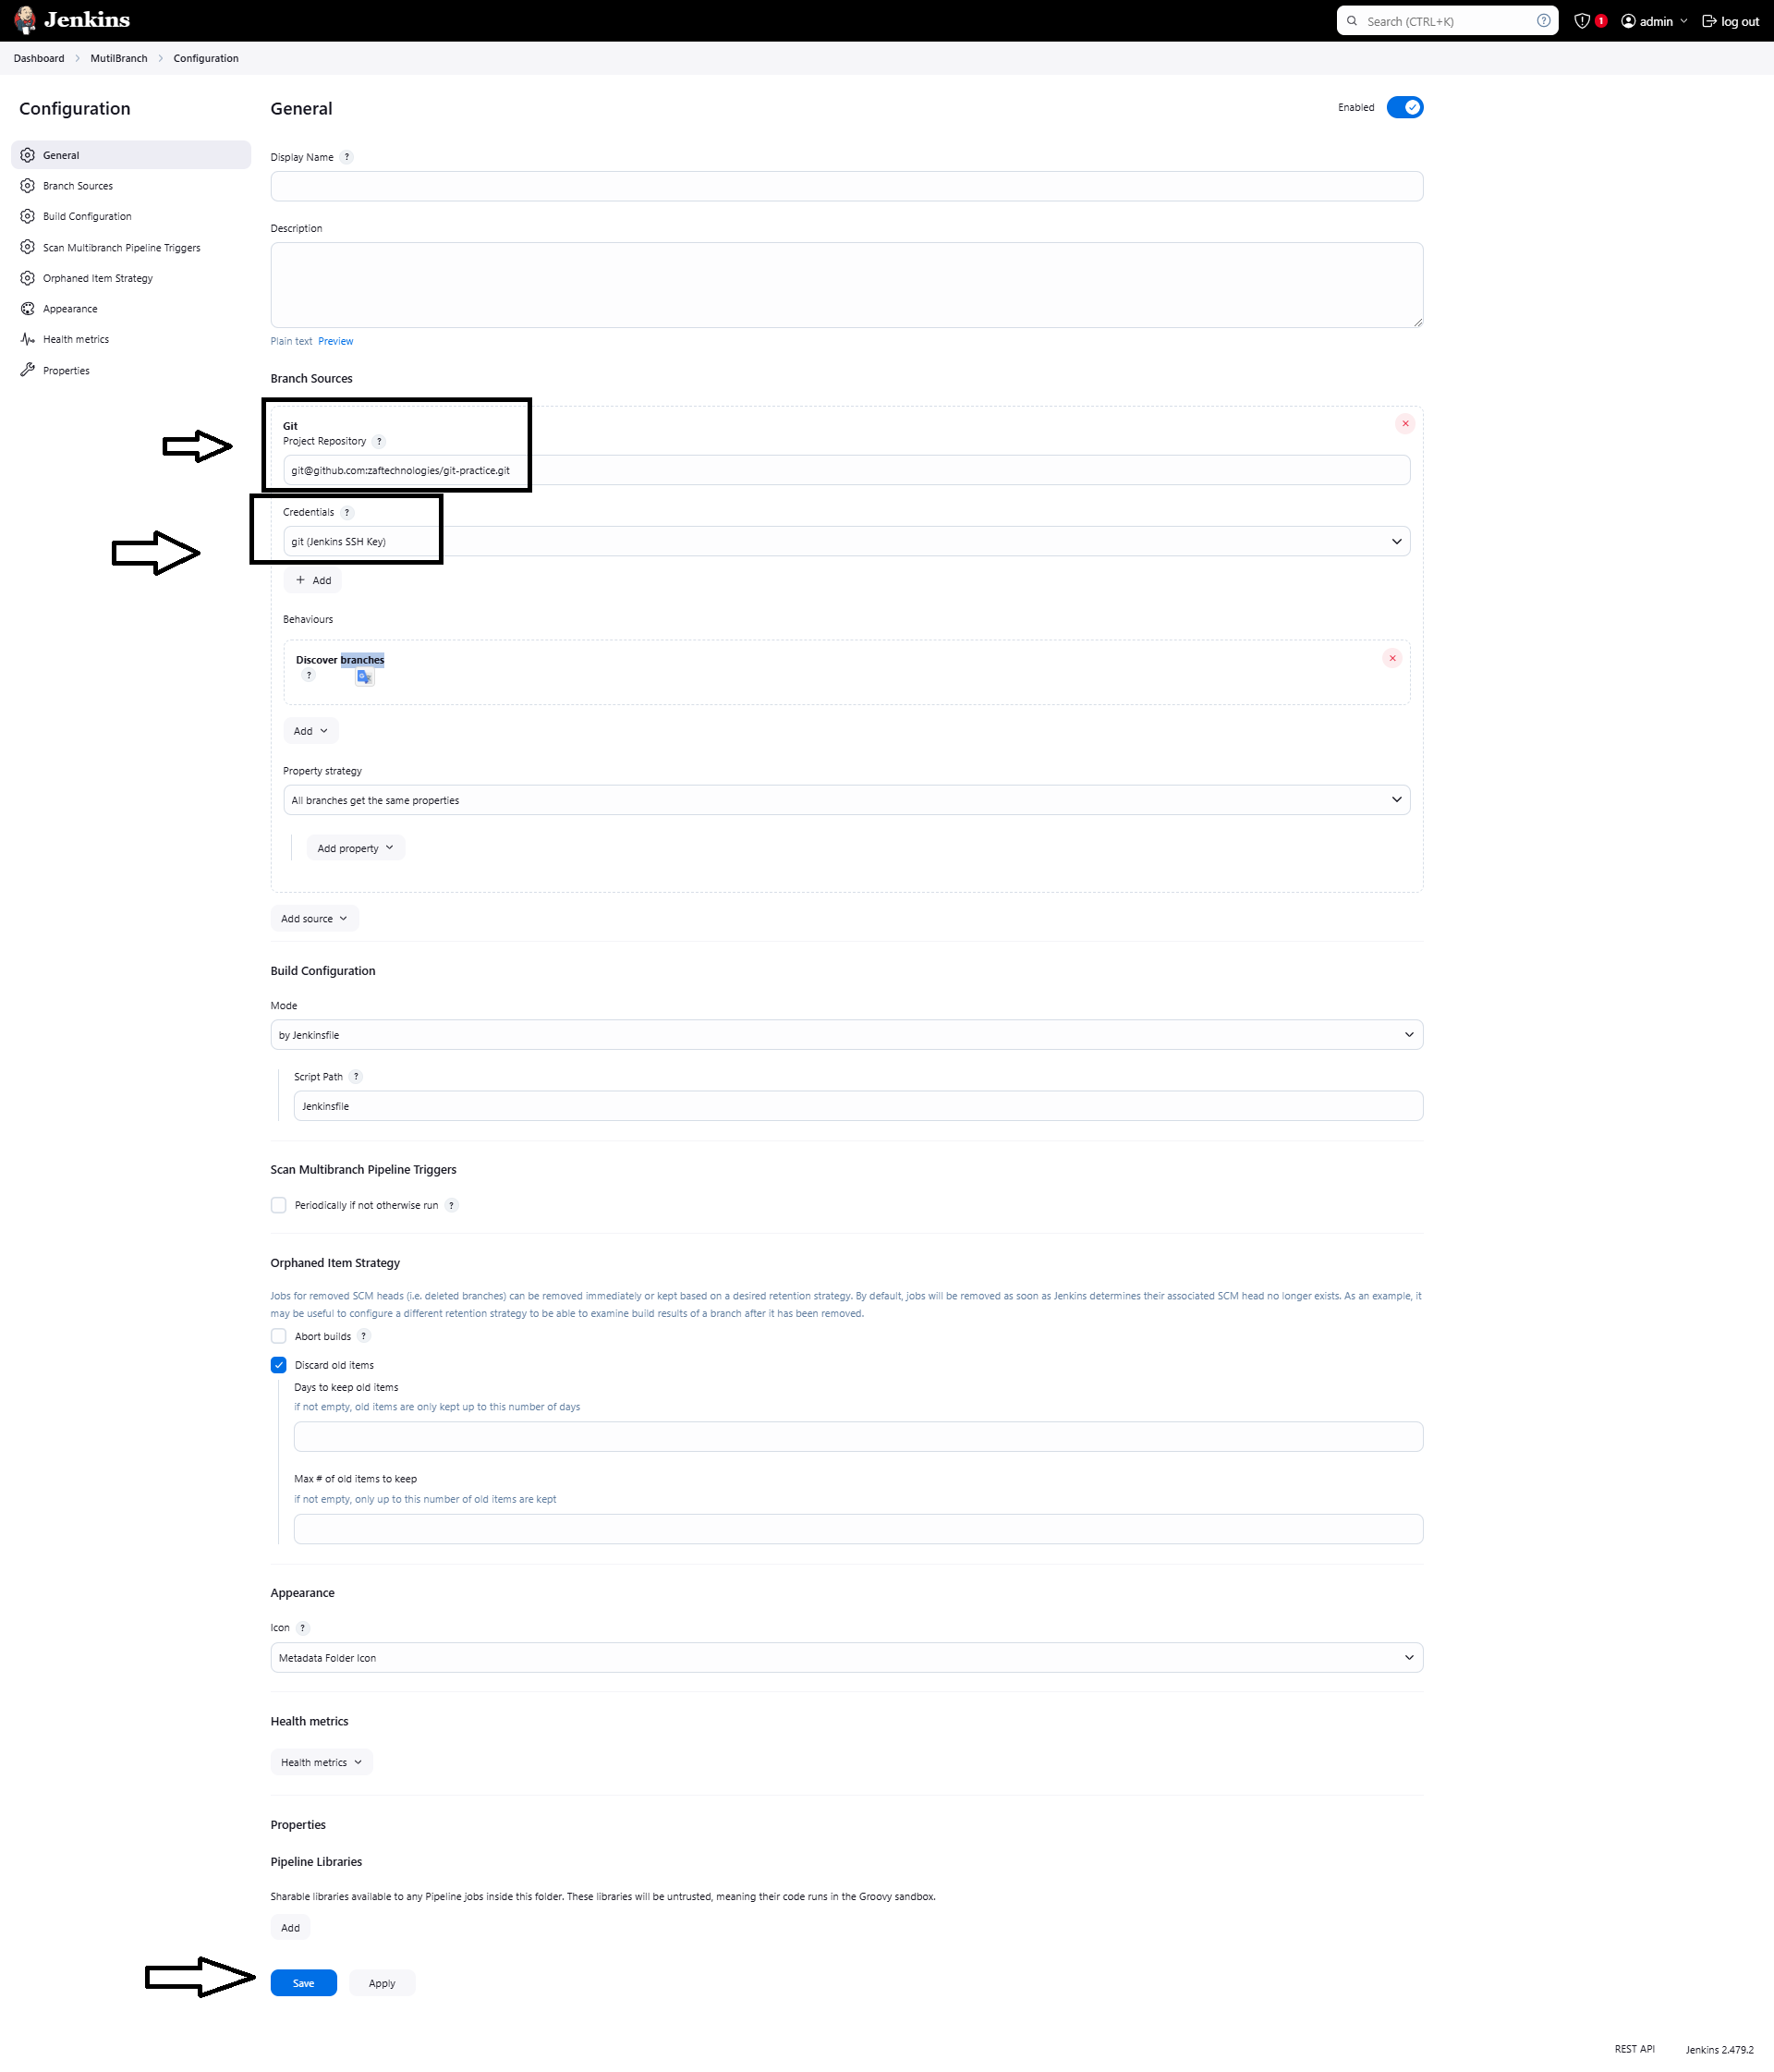 Jenkins
Search (CTRL+K)
?
1
admin
log out
Dashboard
MutilBranch
Configuration
Configuration
General
Branch Sources
Build Configuration
Scan Multibranch Pipeline Triggers
Orphaned Item Strategy
Appearance
Health metrics
Properties
General
Enabled
Display Name ?
Description
Plain text Preview
Branch Sources
Git
Project Repository ?
git@github.com:zaftechnologies/git-practice.git
Credentials ?
git (Jenkins SSH Key)
+ Add
Behaviours
Discover branches
?
Add
Property strategy
All branches get the same properties
Add property
Add source
Build Configuration
Mode
by Jenkinsfile
Script Path ?
Jenkinsfile
Scan Multibranch Pipeline Triggers
Periodically if not otherwise run ?
Orphaned Item Strategy
Jobs for removed SCM heads (i.e. deleted branches) can be removed immediately or kept based on a desired retention strategy. By default, jobs will be removed as soon as Jenkins determines their associated SCM head no longer exists. As an example, it
may be useful to configure a different retention strategy to be able to examine build results of a branch after it has been removed.
Abort builds ?
Discard old items
Days to keep old items
if not empty, old items are only kept up to this number of days
Max # of old items to keep
if not empty, only up to this number of old items are kept
Appearance
Icon ?
Metadata Folder Icon
Health metrics
Health metrics
Properties
Pipeline Libraries
Sharable libraries available to any Pipeline jobs inside this folder. These libraries will be untrusted, meaning their code runs in the Groovy sandbox.
Add
Save
Apply
REST API
Jenkins 2.479.2